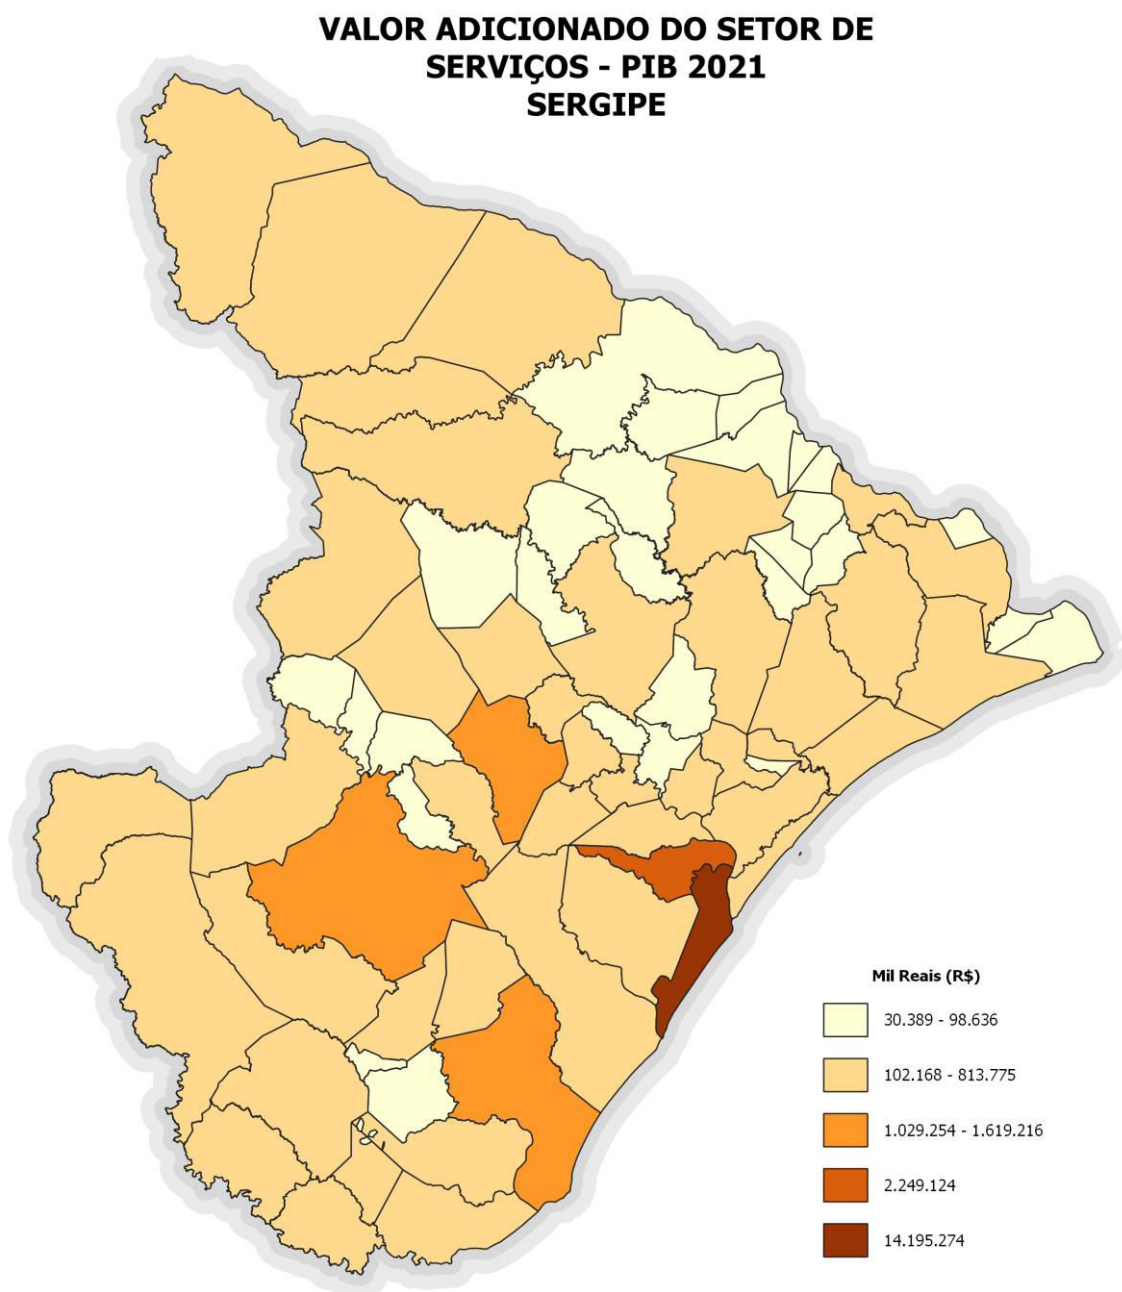 VALOR ADICIONADO DO SETOR DE
SERVIÇOS - PIB 2021
SERGIPE
Mil Reais (R$)
30.389 - 98.636
102.168 - 813.775
1.029.254 - 1.619.216
2.249.124
14.195.274